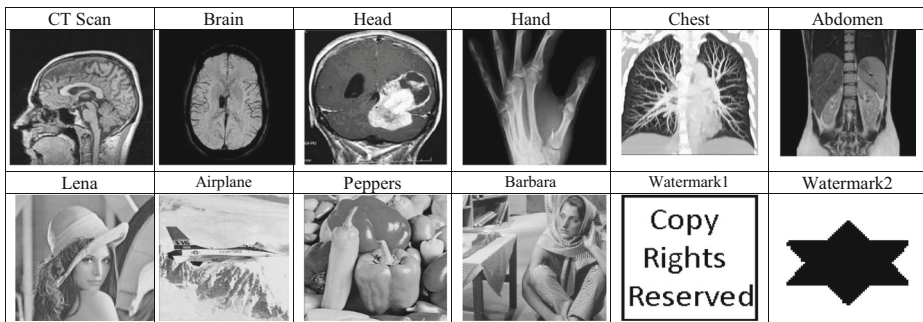 CT Scan Brain Head Hand Chest Abdomen
Lena Airplane Peppers Barbara Watermark1 Watermark2
Copy
Rights
Reserved